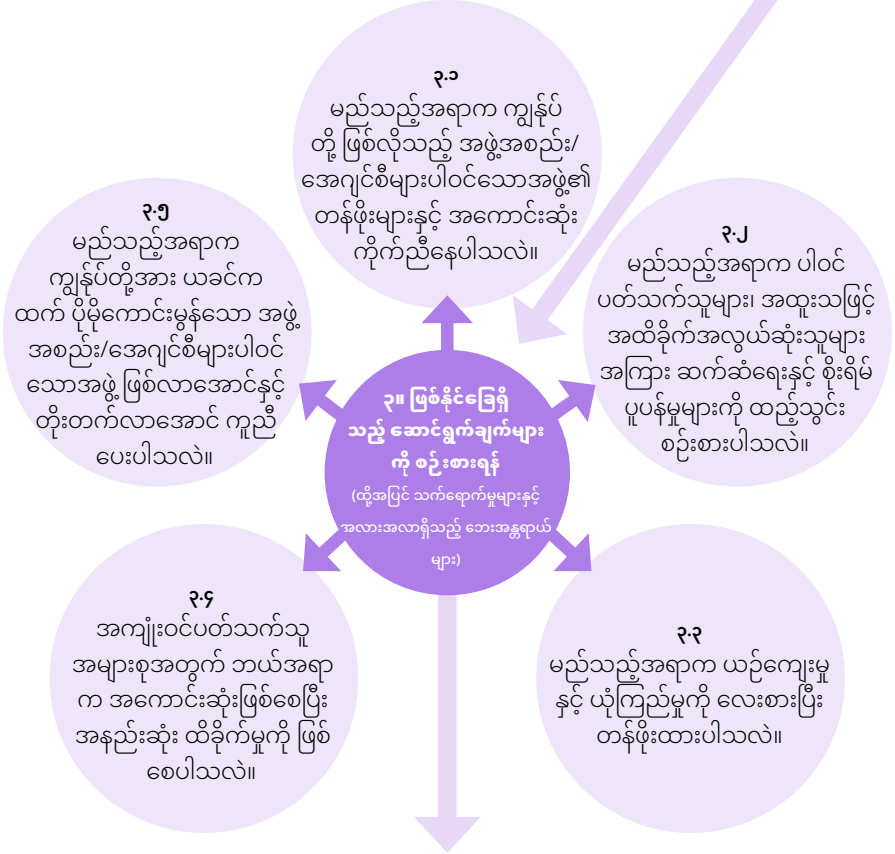 ၃.၁
မည်သည့်အရာက ကျွန်ုပ်
တို့ ဖြစ်လိုသည့် အဖွဲ့အစည်း/
အေဂျင်စီများပါဝင်သောအဖွဲ့၏
တန်ဖိုးများနှင့် အကောင်းဆုံး
ကိုက်ညီနေပါသလဲ။
၃.၂
မည်သည့်အရာက ပါဝင်
ပတ်သက်သူများ၊ အထူးသဖြင့်
အထိခိုက်အလွယ်ဆုံးသူများ
အကြား ဆက်ဆံရေးနှင့် စိုးရိမ်
ပူပန်မှုများကို ထည့်သွင်း
စဉ်းစားပါသလဲ။
၃.၅
မည်သည့်အရာက
ကျွန်ုပ်တို့အား ယခင်က
ထက် ပိုမိုကောင်းမွန်သော အဖွဲ့
အစည်း/အေဂျင်စီများပါဝင်
သောအဖွဲ့ ဖြစ်လာအောင်နှင့်
တိုးတက်လာအောင် ကူညီ
ပေးပါသလဲ။
၃။ ဖြစ်နိုင်ခြေရှိ
သည့် ဆောင်ရွက်ချက်များ
ကို စဉ်းစားရန်
(ထို့အပြင် သက်ရောက်မှုများနှင့်
အလားအလာရှိသည့် ဘေးအန္တရာယ်
များ)
၃.၄
အကျုံးဝင်ပတ်သက်သူ
အများစုအတွက် ဘယ်အရာ
က အကောင်းဆုံးဖြစ်စေပြီး
အနည်းဆုံး ထိခိုက်မှုကို ဖြစ်
စေပါသလဲ။
၃.၃
မည်သည့်အရာက ယဉ်ကျေးမှု
နှင့် ယုံကြည်မှုကို လေးစားပြီး
တန်ဖိုးထားပါသလဲ။